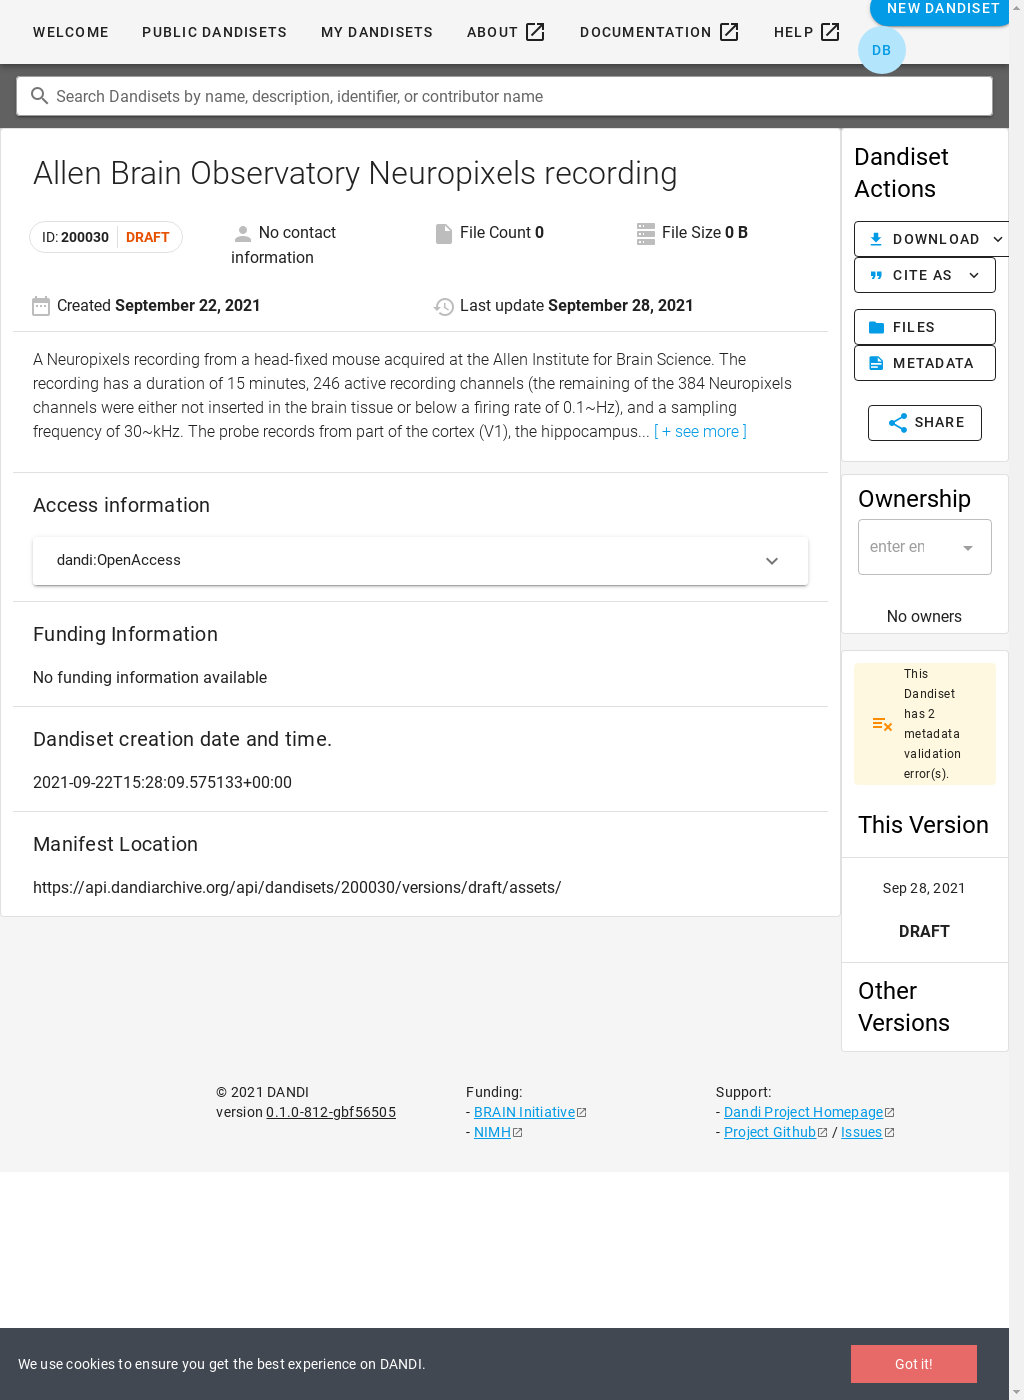 WELCOME
PUBLIC DANDISETS
MY DANDISETS
ABOUT
DOCUMENTATION
HELP
NEW DANDISET
DB
Search Dandisets by name, description, identifier, or contributor name
Allen Brain Observatory Neuropixels recording
ID: 200030 DRAFT
No contact
information
File Count 0
File Size 0 B
Created September 22, 2021
Last update September 28, 2021
A Neuropixels recording from a head-fixed mouse acquired at the Allen Institute for Brain Science. The
recording has a duration of 15 minutes, 246 active recording channels (the remaining of the 384 Neuropixels
channels were either not inserted in the brain tissue or below a firing rate of 0.1~Hz), and a sampling
frequency of 30~kHz. The probe records from part of the cortex (V1), the hippocampus... [ + see more ]
Access information
dandi:OpenAccess
Funding Information
No funding information available
Dandiset creation date and time.
2021-09-22T15:28:09.575133+00:00
Manifest Location
https://api.dandiarchive.org/api/dandisets/200030/versions/draft/assets/
Dandiset
Actions
DOWNLOAD
CITE AS
FILES
METADATA
SHARE
Ownership
enter en
No owners
This
Dandiset
has 2
metadata
validation
error(s).
This Version
Sep 28, 2021
DRAFT
Other
Versions
© 2021 DANDI
version 0.1.0-812-gbf56505
Funding:
- BRAIN Initiative
- NIMH
Support:
- Dandi Project Homepage
- Project Github / Issues
We use cookies to ensure you get the best experience on DANDI.
Got it!